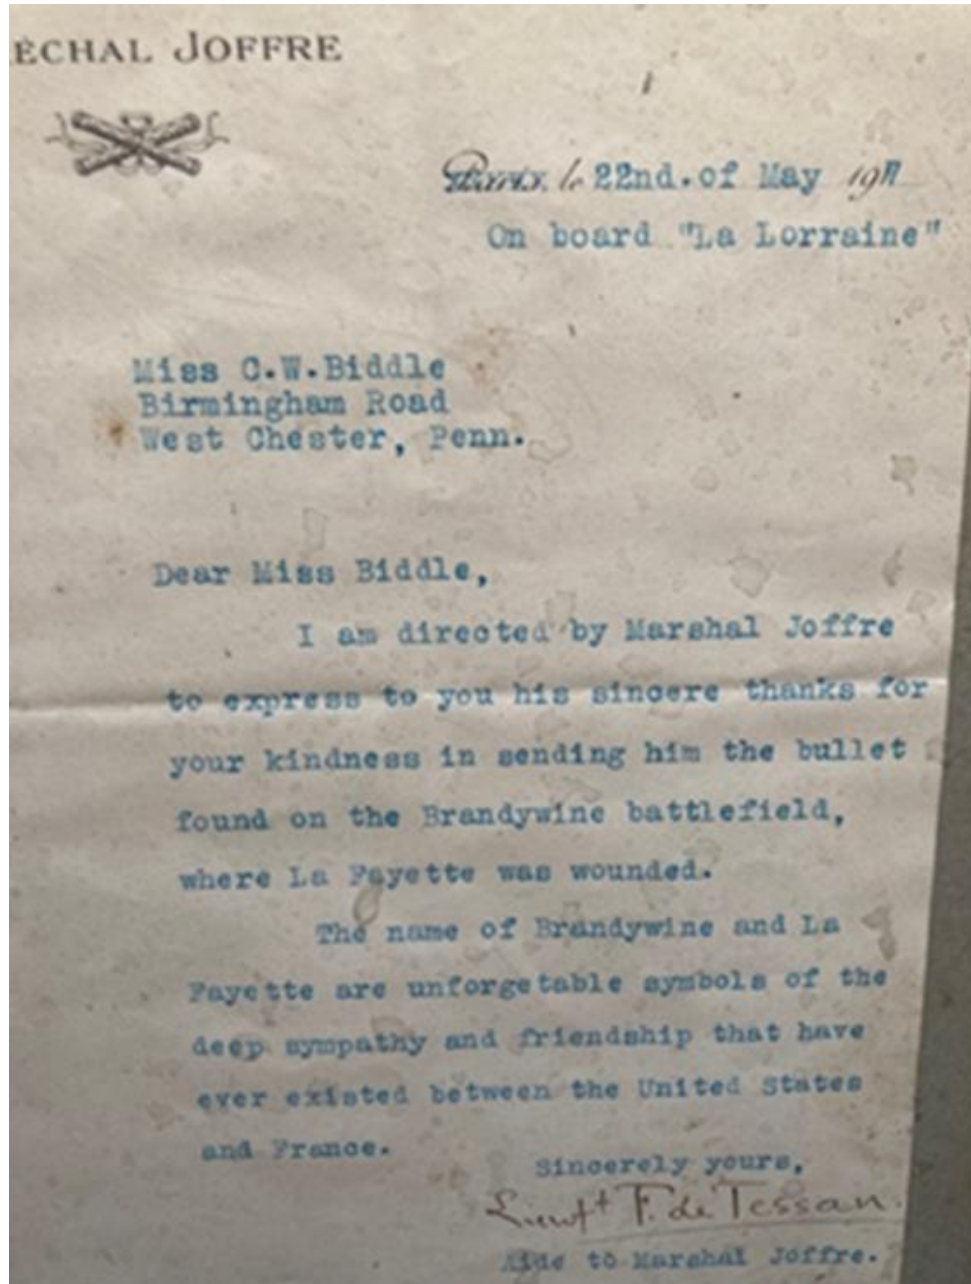 ÉCHAL JOFFRE
Paris, le 22nd. of May 1917
On board "La Lorraine"
Miss C.W.Biddle
Birmingham Road
West Chester, Penn.
Dear Miss Biddle,
I am directed by Marshal Joffre
to express to you his sincere thanks for
your kindness in sending him the bullet
found on the Brandywine battlefield,
where La Fayette was wounded.
The name of Brandywine and La
Fayette are unforgetable symbols of the
deep sympathy and friendship that have
ever existed between the United States
and France.
Sincerely yours,
Lieut F. de Tessan.
Aide to Marshal Joffre.